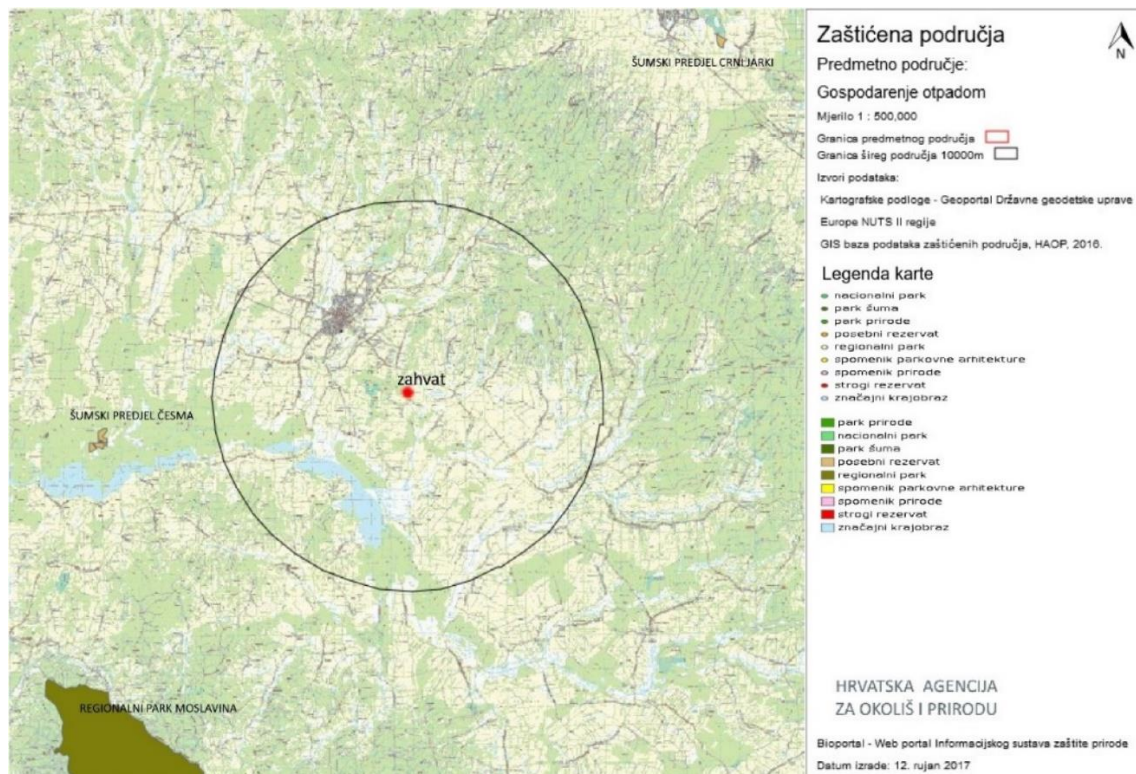 ŠUMSKI PREDJEL CRNI JARKI
zahvat
ŠUMSKI PREDJEL ČESMA
REGIONALNI PARK MOSLAVINA
Zaštićena područja
N
Predmetno područje:
Gospodarenje otpadom
Mjerilo 1 : 500,000
Granica predmetnog područja
Granica šireg područja 10000m
Izvori podataka:
Kartografske podloge - Geoportal Državne geodetske uprave
Europe NUTS II regije
GIS baza podataka zaštićenih područja, HAOP, 2016.
Legenda karte
nacionalni park
park šuma
park prirode
posebni rezervat
regionalni park
spomenik parkovne arhitekture
spomenik prirode
strogi rezervat
značajni krajobraz
park prirode
nacionalni park
park šuma
posebni rezervat
regionalni park
spomenik parkovne arhitekture
spomenik prirode
strogi rezervat
značajni krajobraz
HRVATSKA AGENCIJA
ZA OKOLIŠ I PRIRODU
Bioportal - Web portal Informacijskog sustava zaštite prirode
Datum izrade: 12. rujan 2017